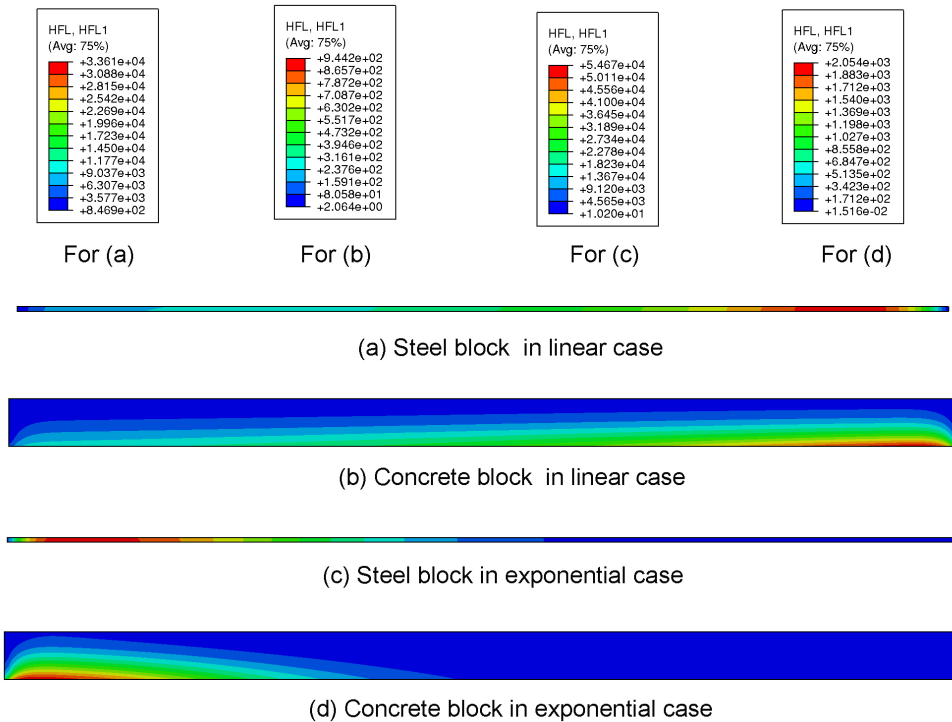 HFL, HFL1
(Avg: 75%)
+3.361e+04
+3.088e+04
+2.815e+04
+2.542e+04
+2.269e+04
+1.996e+04
+1.723e+04
+1.450e+04
+1.177e+04
+9.037e+03
+6.307e+03
+3.577e+03
+8.469e+02
HFL, HFL1
(Avg: 75%)
+9.442e+02
+8.657e+02
+7.872e+02
+7.087e+02
+6.302e+02
+5.517e+02
+4.732e+02
+3.946e+02
+3.161e+02
+2.376e+02
+1.591e+02
+8.058e+01
+2.064e+00
HFL, HFL1
(Avg: 75%)
+5.467e+04
+5.011e+04
+4.556e+04
+4.100e+04
+3.645e+04
+3.189e+04
+2.734e+04
+2.278e+04
+1.823e+04
+1.367e+04
+9.120e+03
+4.565e+03
+1.020e+01
HFL, HFL1
(Avg: 75%)
+2.054e+03
+1.883e+03
+1.712e+03
+1.540e+03
+1.369e+03
+1.198e+03
+1.027e+03
+8.558e+02
+6.847e+02
+5.135e+02
+3.423e+02
+1.712e+02
+1.516e-02
For (a)
For (b)
For (c)
For (d)
(a) Steel block in linear case
(b) Concrete block in linear case
(c) Steel block in exponential case
(d) Concrete block in exponential case